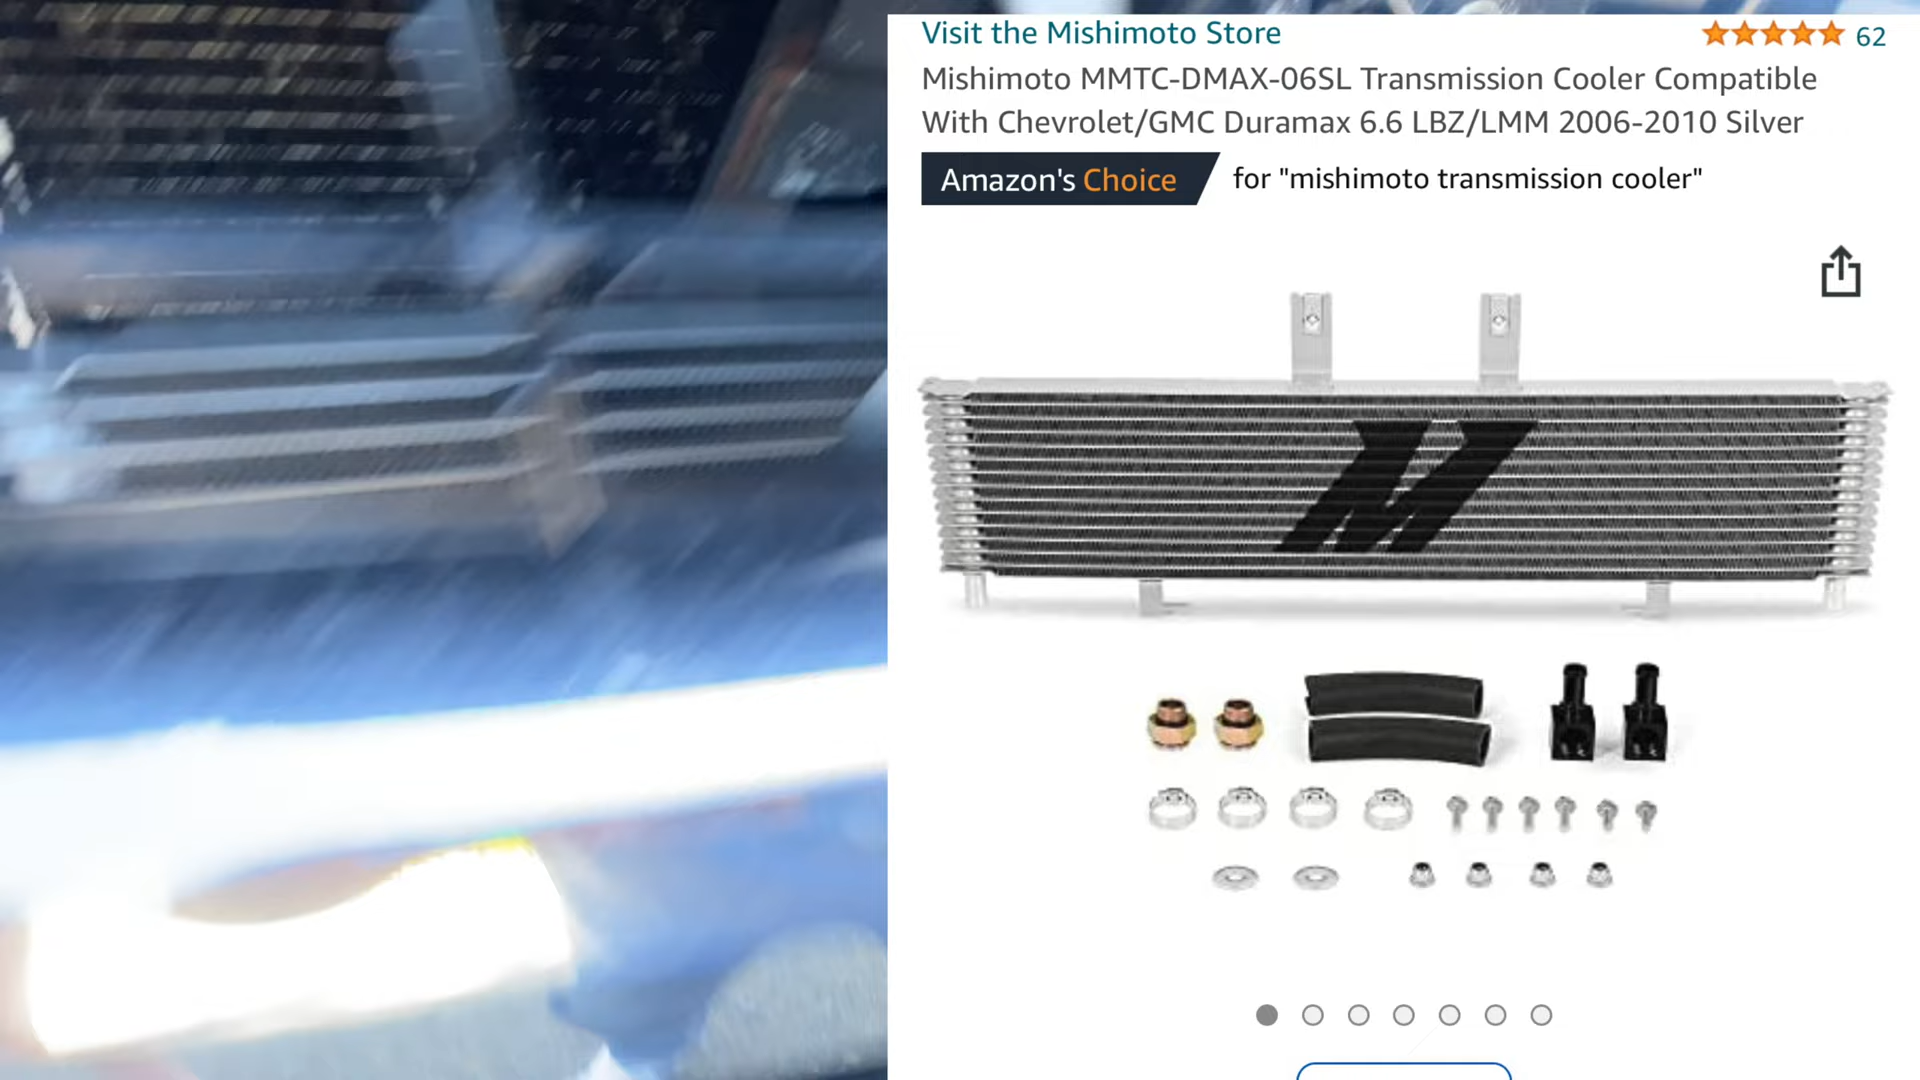 Visit the Mishimoto Store
62
Mishimoto MMTC-DMAX-06SL Transmission Cooler Compatible
With Chevrolet/GMC Duramax 6.6 LBZ/LMM 2006-2010 Silver
Amazon's Choice for "mishimoto transmission cooler"